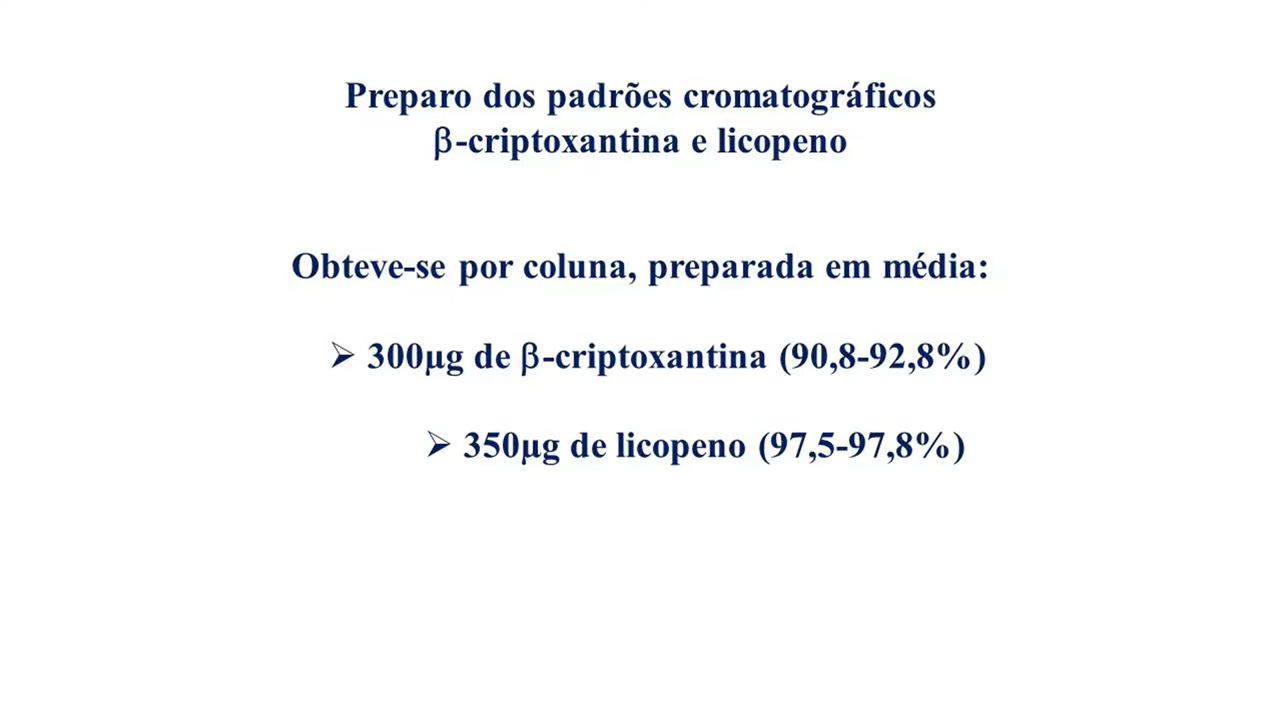 Preparo dos padrões cromatográficos
β-criptoxantina e licopeno
Obteve-se por coluna, preparada em média:
➢ 300µg de β-criptoxantina (90,8-92,8%)
➢ 350µg de licopeno (97,5-97,8%)